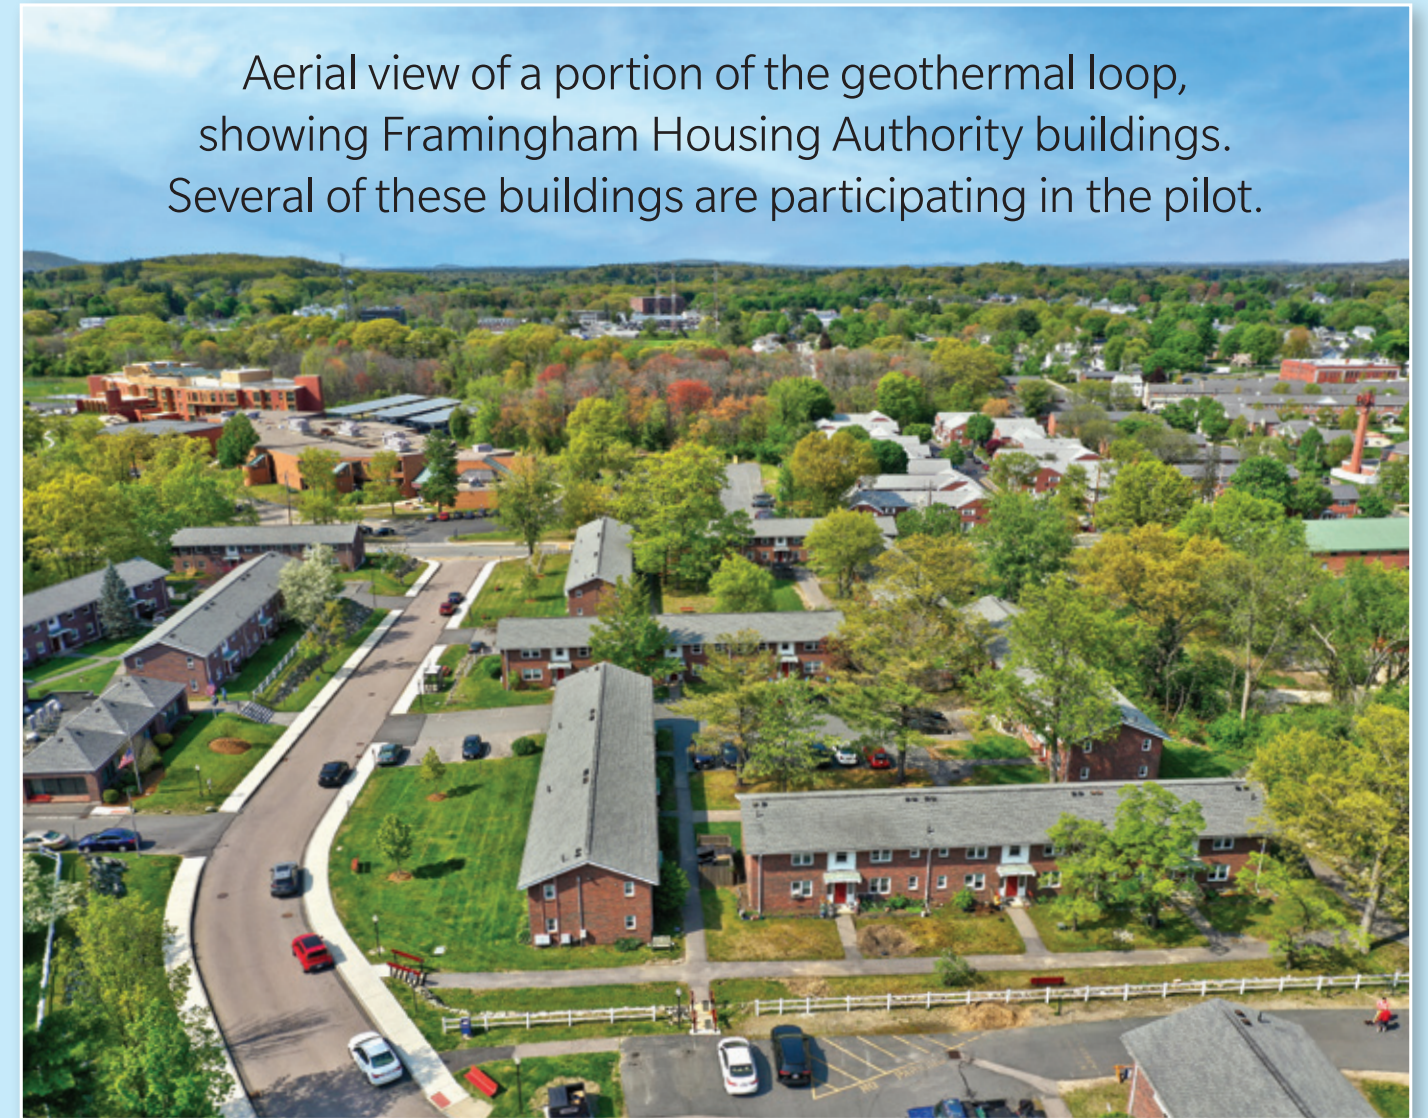 Aerial view of a portion of the geothermal loop,
showing Framingham Housing Authority buildings.
Several of these buildings are participating in the pilot.